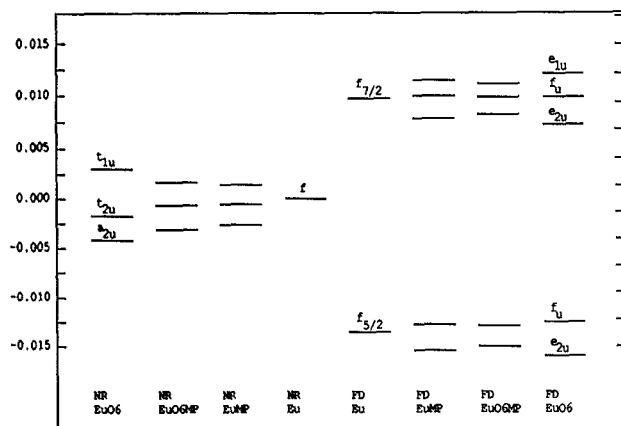 0.015
0.010
0.005
0.000
-0.005
-0.010
-0.015
t1u
t2u
a2u
f
f7/2
f5/2
e1u
fu
e2u
fu
e2u
NR NR NR NR FD FD FD FD
EuO6 EuO6MP EuMP Eu Eu EuMP EuO6MP EuO6